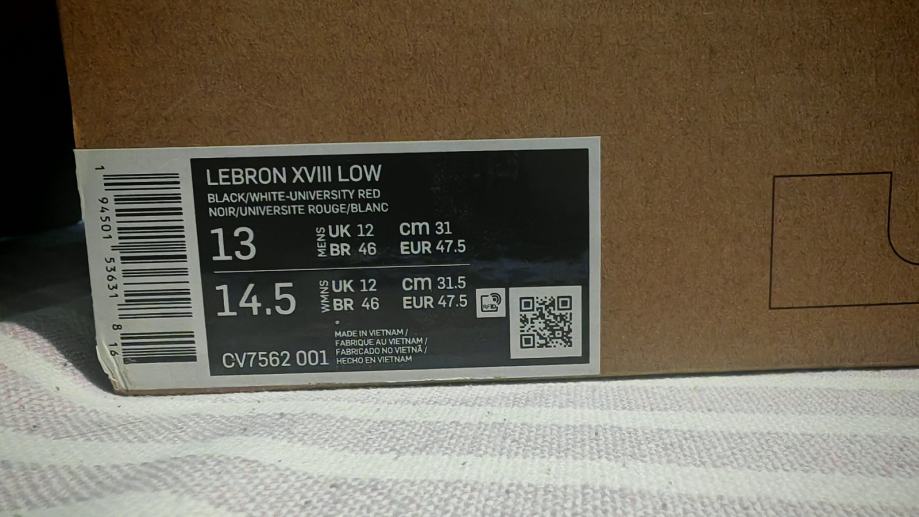 LEBRON XVIII LOW
BLACK/WHITE-UNIVERSITY RED
NOIR/UNIVERSITE ROUGE/BLANC
13 MENS UK 12 cm 31
BR 46 EUR 47.5
14.5 WMNS UK 12 cm 31.5
BR 46 EUR 47.5
RFID
MADE IN VIETNAM /
FABRIQUE AU VIETNAM /
FABRICADO NO VIETNÃ /
HECHO EN VIETNAM
CV7562 001
1 94501 53631 8 16